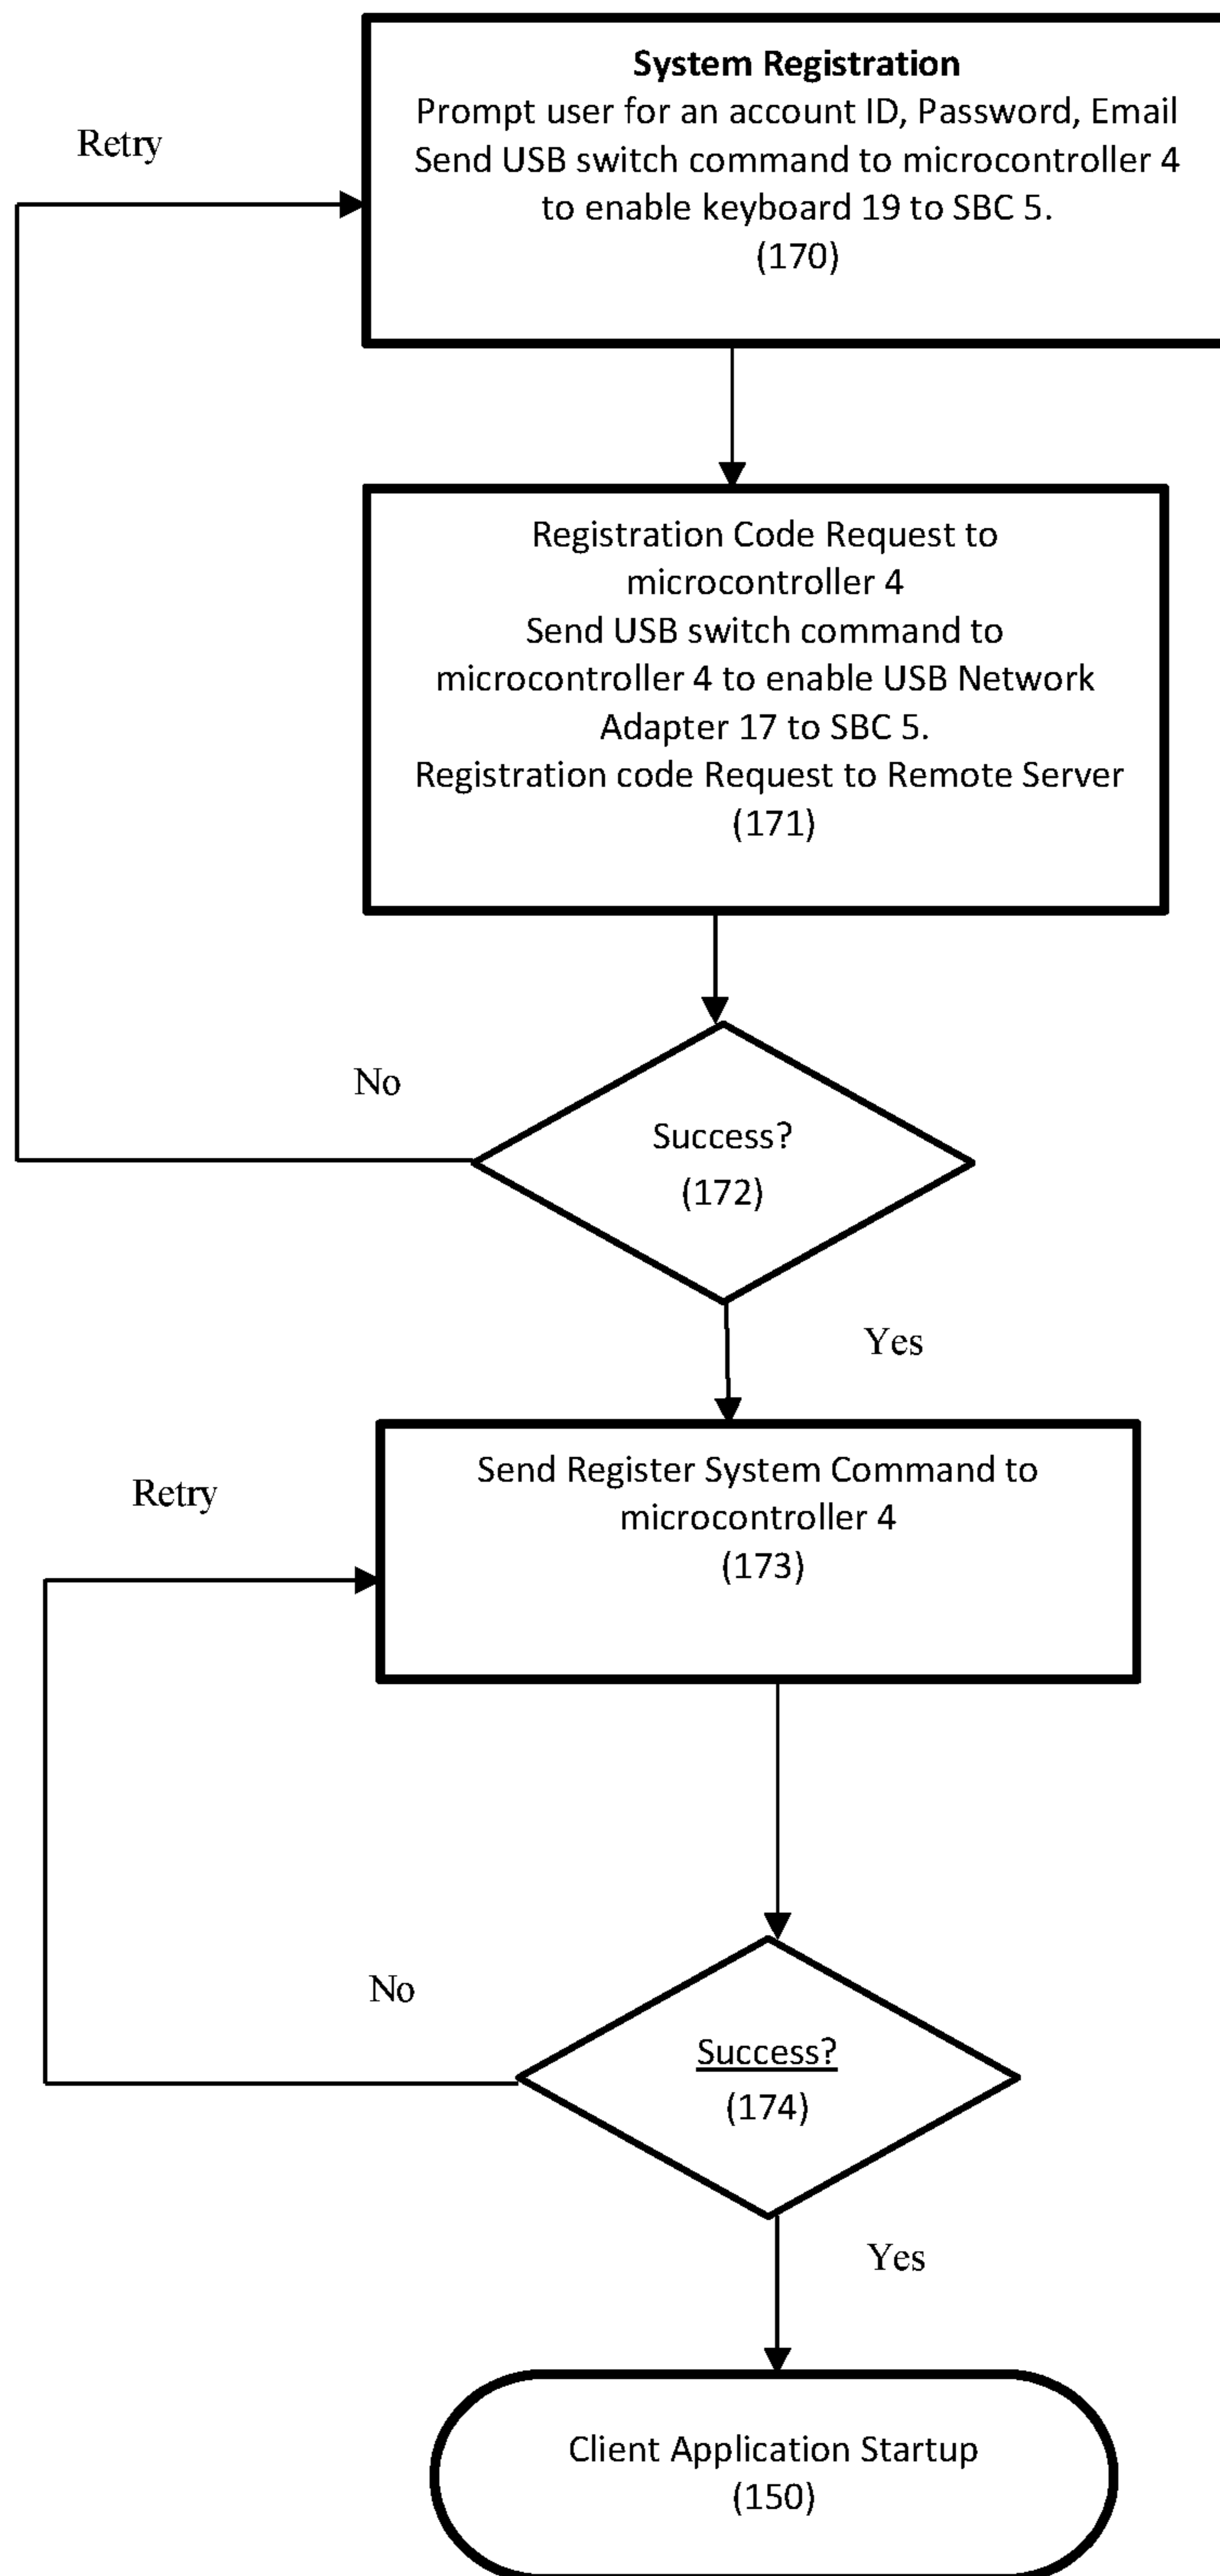 System Registration
Prompt user for an account ID, Password, Email
Retry
Send USB switch command to microcontroller 4
to enable keyboard 19 to SBC 5.
(170)
Registration Code Request to
microcontroller 4
Send USB switch command to
microcontroller 4 to enable USB Network
Adapter 17 to SBC 5.
Registration code Request to Remote Server
(171)
No
Success?
(172)
Yes
Send Register System Command to
Retry
microcontroller 4
(173)
No
Success?
(174)
Yes
Client Application Startup
(150)